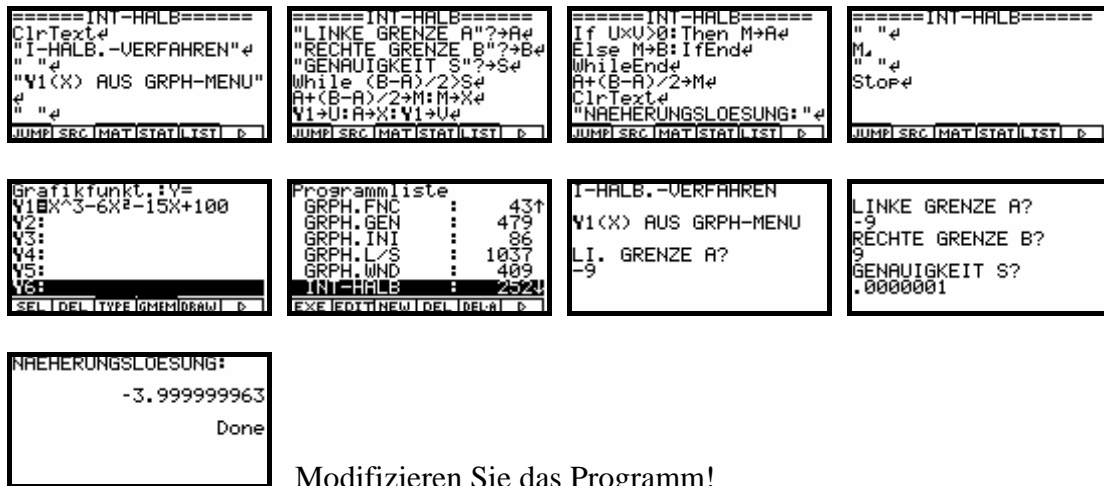 ======INT-HALB======
ClrText↵
"I-HALB.-VERFAHREN"↵
" "↵
"Y1(X) AUS GRPH-MENU"
↵
" "↵
JUMP SRC MAT STAT LIST ▷
======INT-HALB======
"LINKE GRENZE A"?→A↵
"RECHTE GRENZE B"?→B↵
"GENAUIGKEIT S"?→S↵
While (B-A)/2>S↵
A+(B-A)/2→M:M→X↵
Y1→U:A→X:Y1→V↵
JUMP SRC MAT STAT LIST ▷
======INT-HALB======
If U×V>0:Then M→A↵
Else M→B:IfEnd↵
WhileEnd↵
A+(B-A)/2→M↵
ClrText↵
"NAEHERUNGSLOESUNG:"↵
JUMP SRC MAT STAT LIST ▷
======INT-HALB======
" "↵
M◢
" "↵
Stop↵
JUMP SRC MAT STAT LIST ▷
Grafikfunkt.:Y=
Y1=X^3-6X²-15X+100
Y2:
Y3:
Y4:
Y5:
Y6:
SEL DEL TYPE GMEM DRAW ▷
Programmliste
GRPH.FNC : 43↑
GRPH.GEN : 479
GRPH.INI : 86
GRPH.L/S : 1037
GRPH.WND : 409
INT-HALB : 252↓
EXE EDIT NEW DEL DEL·A ▷
I-HALB.-VERFAHREN
Y1(X) AUS GRPH-MENU
LI. GRENZE A?
-9
LINKE GRENZE A?
-9
RECHTE GRENZE B?
9
GENAUIGKEIT S?
.0000001
NAEHERUNGSLOESUNG:
-3.999999963
Done
Modifizieren Sie das Programm!